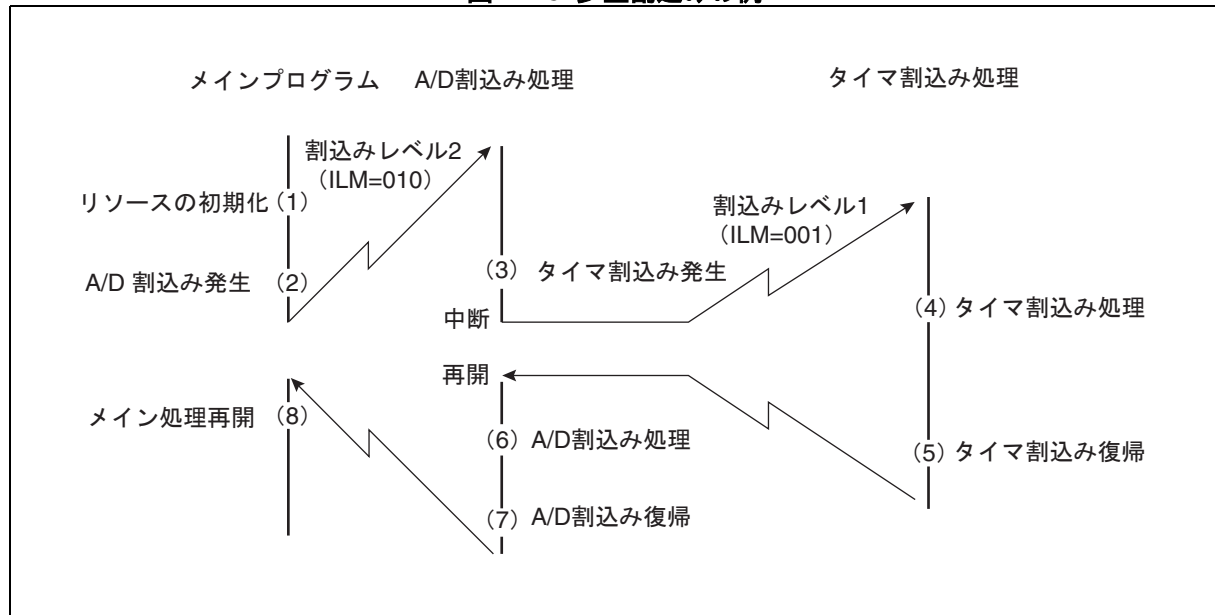 メインプログラム A/D割込み処理 タイマ割込み処理
割込みレベル2
(ILM=010)
リソースの初期化 (1)
割込みレベル1
(ILM=001)
A/D 割込み発生 (2)
(3) タイマ割込み発生
(4) タイマ割込み処理
中断
再開
メイン処理再開 (8)
(6) A/D割込み処理
(5) タイマ割込み復帰
(7) A/D割込み復帰